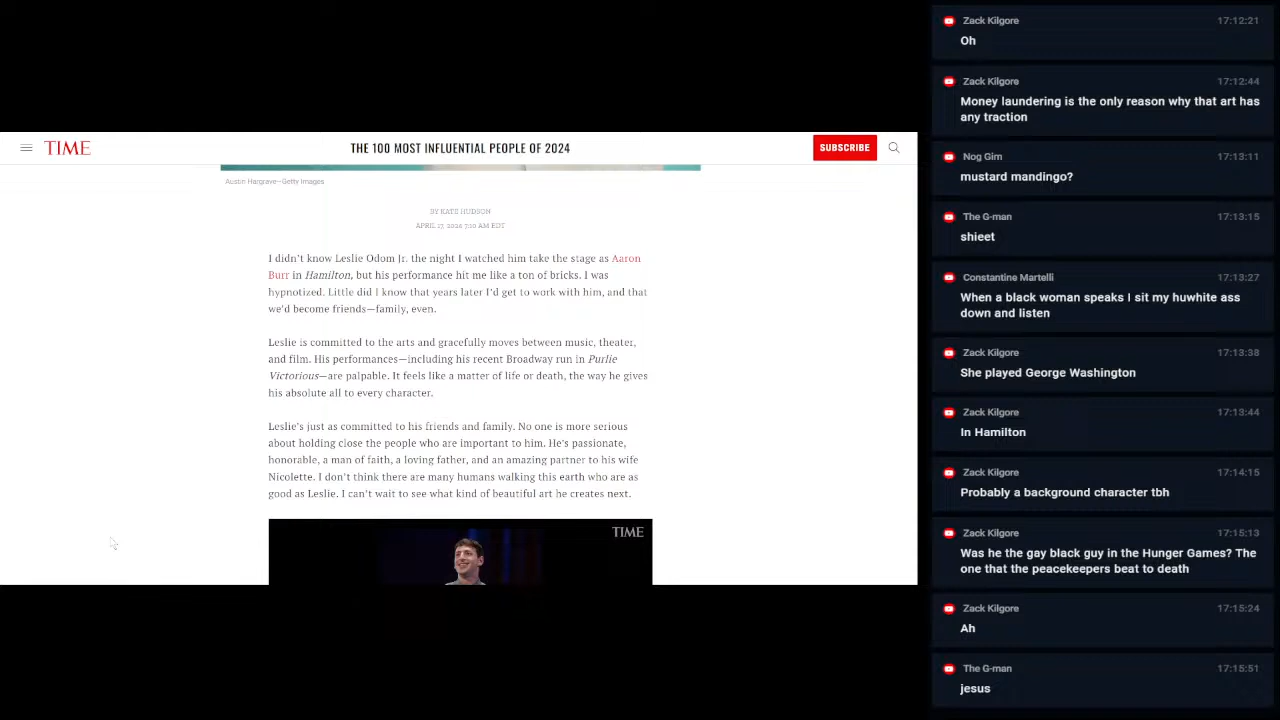 TIME
THE 100 MOST INFLUENTIAL PEOPLE OF 2024
SUBSCRIBE
Austin Hargrave—Getty Images
BY KATE HUDSON
APRIL 17, 2024 7:10 AM EDT
I didn't know Leslie Odom Jr. the night I watched him take the stage as Aaron
Burr in Hamilton, but his performance hit me like a ton of bricks. I was
hypnotized. Little did I know that years later I'd get to work with him, and that
we'd become friends—family, even.
Leslie is committed to the arts and gracefully moves between music, theater,
and film. His performances—including his recent Broadway run in Purlie
Victorious—are palpable. It feels like a matter of life or death, the way he gives
his absolute all to every character.
Leslie's just as committed to his friends and family. No one is more serious
about holding close the people who are important to him. He's passionate,
honorable, a man of faith, a loving father, and an amazing partner to his wife
Nicolette. I don't think there are many humans walking this earth who are as
good as Leslie. I can't wait to see what kind of beautiful art he creates next.
TIME
Zack Kilgore 17:12:21
Oh
Zack Kilgore 17:12:44
Money laundering is the only reason why that art has
any traction
Nog Gim 17:13:11
mustard mandingo?
The G-man 17:13:15
shieet
Constantine Martelli 17:13:27
When a black woman speaks I sit my huwhite ass
down and listen
Zack Kilgore 17:13:38
She played George Washington
Zack Kilgore 17:13:44
In Hamilton
Zack Kilgore 17:14:15
Probably a background character tbh
Zack Kilgore 17:15:13
Was he the gay black guy in the Hunger Games? The
one that the peacekeepers beat to death
Zack Kilgore 17:15:24
Ah
The G-man 17:15:51
jesus